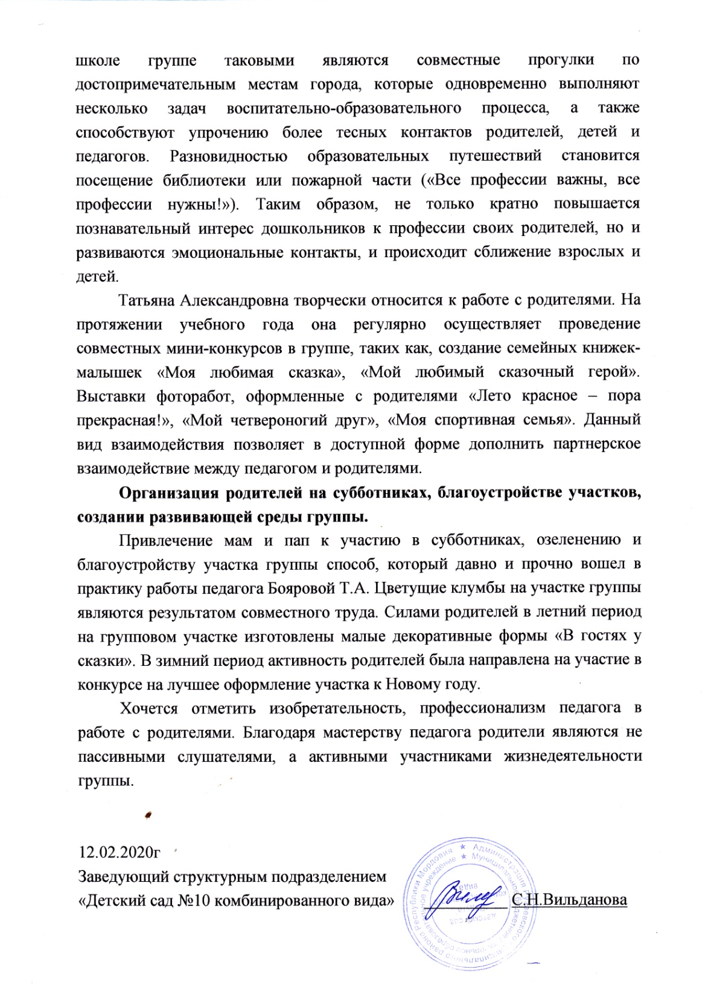 школе группе таковыми являются совместные прогулки по
достопримечательным местам города, которые одновременно выполняют
несколько задач воспитательно-образовательного процесса, а также
способствуют упрочению более тесных контактов родителей, детей и
педагогов. Разновидностью образовательных путешествий становится
посещение библиотеки или пожарной части («Все профессии важны, все
профессии нужны!»). Таким образом, не только кратно повышается
познавательный интерес дошкольников к профессии своих родителей, но и
развиваются эмоциональные контакты, и происходит сближение взрослых и
детей.
Татьяна Александровна творчески относится к работе с родителями. На
протяжении учебного года она регулярно осуществляет проведение
совместных мини-конкурсов в группе, таких как, создание семейных книжек-
малышек «Моя любимая сказка», «Мой любимый сказочный герой».
Выставки фоторабот, оформленные с родителями «Лето красное – пора
прекрасная!», «Мой четвероногий друг», «Моя спортивная семья». Данный
вид взаимодействия позволяет в доступной форме дополнить партнерское
взаимодействие между педагогом и родителями.
Организация родителей на субботниках, благоустройстве участков,
создании развивающей среды группы.
Привлечение мам и пап к участию в субботниках, озеленению и
благоустройству участка группы способ, который давно и прочно вошел в
практику работы педагога Бояровой Т.А. Цветущие клумбы на участке группы
являются результатом совместного труда. Силами родителей в летний период
на групповом участке изготовлены малые декоративные формы «В гостях у
сказки». В зимний период активность родителей была направлена на участие в
конкурсе на лучшее оформление участка к Новому году.
Хочется отметить изобретательность, профессионализм педагога в
работе с родителями. Благодаря мастерству педагога родители являются не
пассивными слушателями, а активными участниками жизнедеятельности
группы.
12.02.2020г
Заведующий структурным подразделением
«Детский сад №10 комбинированного вида» С.Н.Вильданова
Администрация Рузаевского муниципального района Республики Мордовия
Муниципальное бюджетное
учреждение
детский сад
вида